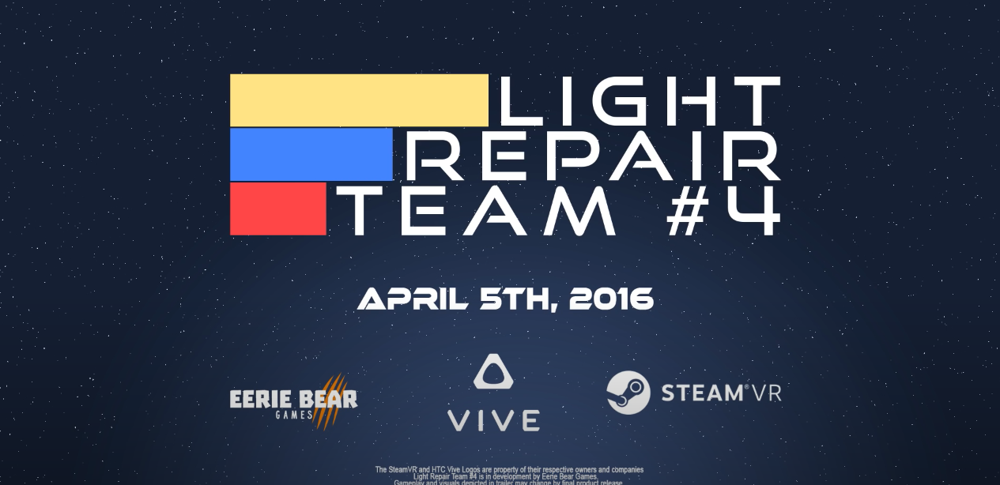 LIGHT
REPAIR
TEAM #4
APRIL 5TH, 2016
EERIE BEAR
GAMES
VIVE
STEAM®VR
The SteamVR and HTC Vive Logos are property of their respective owners and companies
Light Repair Team #4 is in development by Eerie Bear Games.
Gameplay and visuals depicted in trailer may change by final product release